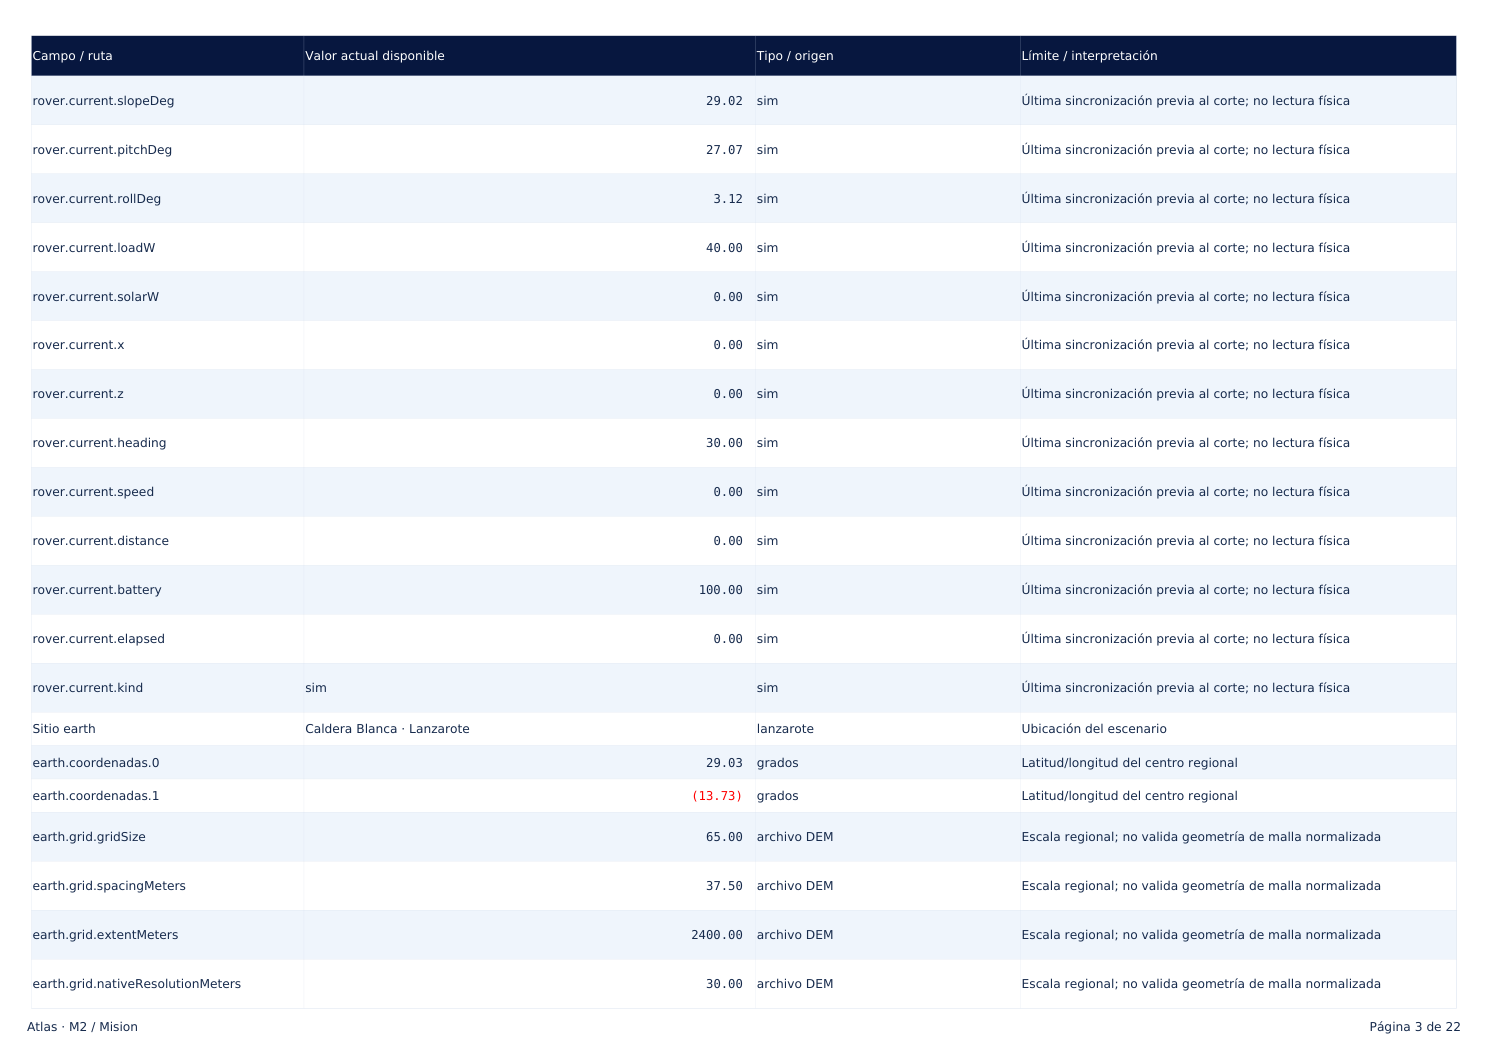 Campo / ruta Valor actual disponible Tipo / origen Límite / interpretación
rover.current.slopeDeg 29.02 sim Última sincronización previa al corte; no lectura física
rover.current.pitchDeg 27.07 sim Última sincronización previa al corte; no lectura física
rover.current.rollDeg 3.12 sim Última sincronización previa al corte; no lectura física
rover.current.loadW 40.00 sim Última sincronización previa al corte; no lectura física
rover.current.solarW 0.00 sim Última sincronización previa al corte; no lectura física
rover.current.x 0.00 sim Última sincronización previa al corte; no lectura física
rover.current.z 0.00 sim Última sincronización previa al corte; no lectura física
rover.current.heading 30.00 sim Última sincronización previa al corte; no lectura física
rover.current.speed 0.00 sim Última sincronización previa al corte; no lectura física
rover.current.distance 0.00 sim Última sincronización previa al corte; no lectura física
rover.current.battery 100.00 sim Última sincronización previa al corte; no lectura física
rover.current.elapsed 0.00 sim Última sincronización previa al corte; no lectura física
rover.current.kind sim sim Última sincronización previa al corte; no lectura física
Sitio earth Caldera Blanca · Lanzarote lanzarote Ubicación del escenario
earth.coordenadas.0 29.03 grados Latitud/longitud del centro regional
earth.coordenadas.1 (13.73) grados Latitud/longitud del centro regional
earth.grid.gridSize 65.00 archivo DEM Escala regional; no valida geometría de malla normalizada
earth.grid.spacingMeters 37.50 archivo DEM Escala regional; no valida geometría de malla normalizada
earth.grid.extentMeters 2400.00 archivo DEM Escala regional; no valida geometría de malla normalizada
earth.grid.nativeResolutionMeters 30.00 archivo DEM Escala regional; no valida geometría de malla normalizada
Atlas · M2 / Mision Página 3 de 22